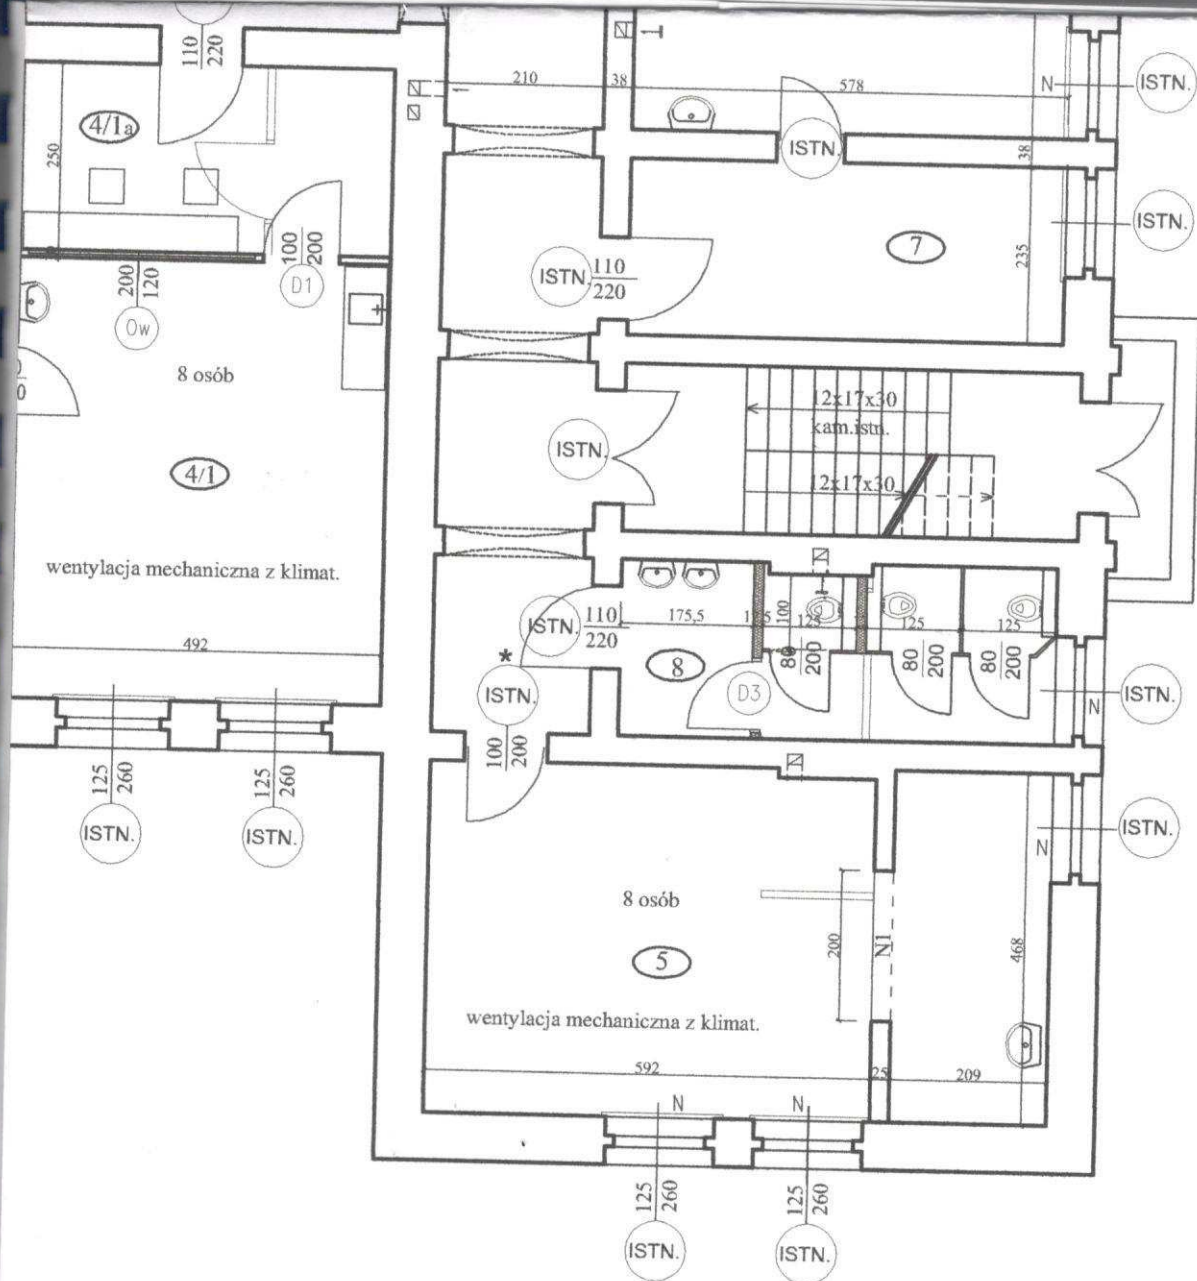 110
220
1
210
38
578
N
ISTN.
4/1a
250
ISTN.
38
ISTN.
7
235
100
200
D1
ISTN.
110
220
200
120
Ow
8 osób
0
12x17x30
kam.istn.
ISTN.
4/1
12x17x30
wentylacja mechaniczna z klimat.
492
ISTN.
110
220
*
175,5
100
125
125
125
8
80
200
80
200
80
200
D3
ISTN.
N
ISTN.
100
200
125
260
125
260
ISTN.
ISTN.
ISTN.
N
8 osób
5
200
N1
468
wentylacja mechaniczna z klimat.
592
25
209
N
N
125
260
125
260
ISTN.
ISTN.